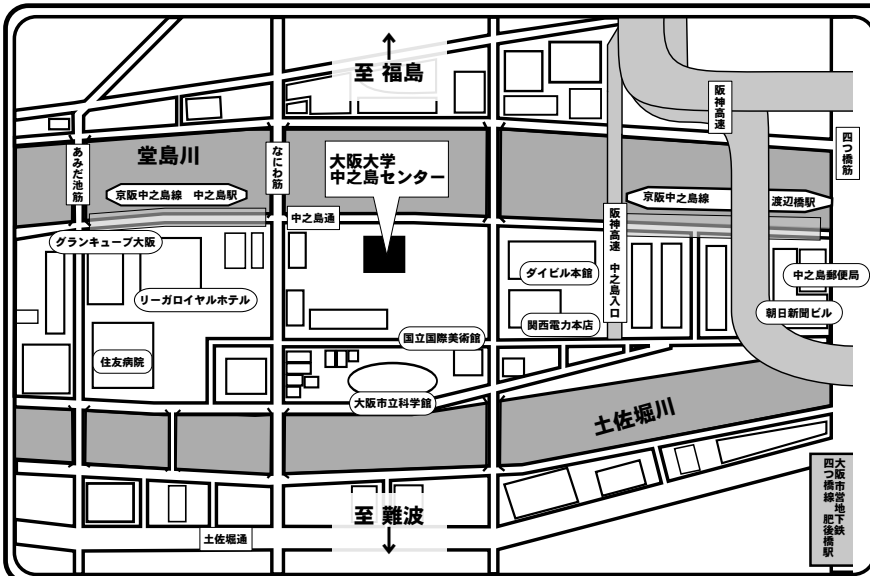 至 福島
阪神高速
四つ橋筋
あみだ池筋
堂島川
なにわ筋
大阪大学
中之島センター
京阪中之島線 中之島駅
京阪中之島線 渡辺橋駅
中之島通
阪神高速 中之島入口
グランキューブ大阪
ダイビル本館
中之島郵便局
リーガロイヤルホテル
朝日新聞ビル
関西電力本店
国立国際美術館
住友病院
大阪市立科学館
土佐堀川
大阪市営地下鉄
四つ橋線 肥後橋駅
至 難波
土佐堀通